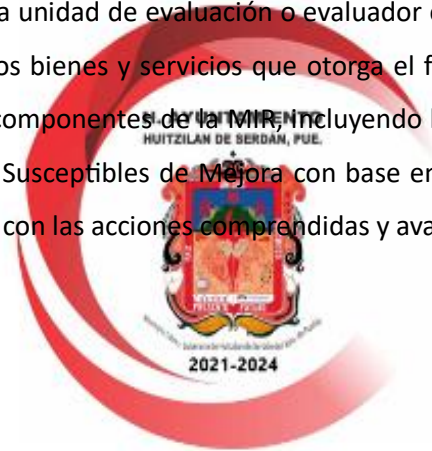 a unidad de evaluación o evaluador
os bienes y servicios que otorga el f
H. AYUNTAMIENTO
componentes de la MIR, incluyendo
HUITZILAN DE SERDÁN, PUE.
Susceptibles de Mejora con base en
con las acciones comprendidas y ava
2021-2024